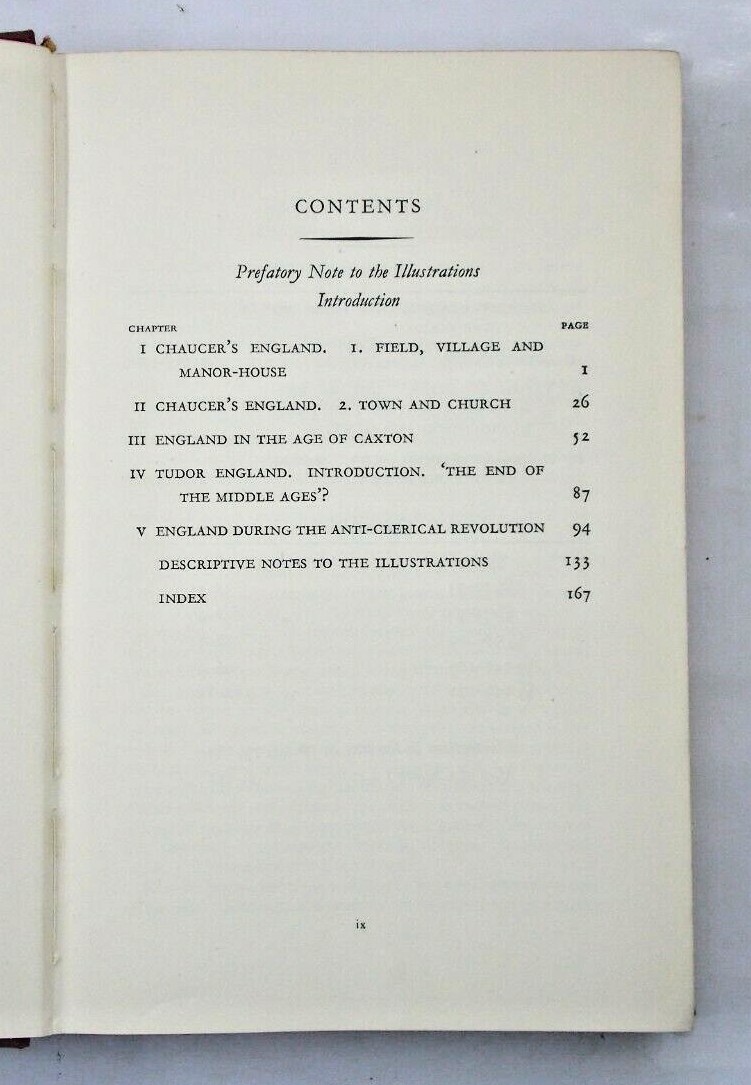 CONTENTS
Prefatory Note to the Illustrations
Introduction
CHAPTER PAGE
I CHAUCER'S ENGLAND. 1. FIELD, VILLAGE AND
MANOR-HOUSE 1
II CHAUCER'S ENGLAND. 2. TOWN AND CHURCH 26
III ENGLAND IN THE AGE OF CAXTON 52
IV TUDOR ENGLAND. INTRODUCTION. 'THE END OF
THE MIDDLE AGES'? 87
V ENGLAND DURING THE ANTI-CLERICAL REVOLUTION 94
DESCRIPTIVE NOTES TO THE ILLUSTRATIONS 133
INDEX 167
ix